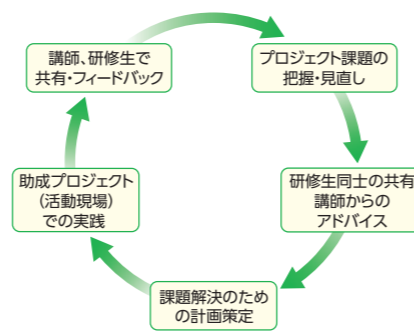 講師、研修生で
共有・フィードバック
プロジェクト課題の
把握・見直し
研修生同士の共有
講師からの
アドバイス
課題解決のため
の計画策定
助成プロジェクト
(活動現場)
での実践